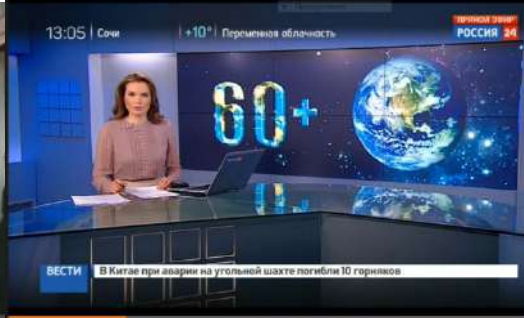 ПРЯМОЙ ЭФИР
13:05 Сочи +10° Переменная облачность
РОССИЯ 24
60+
ВЕСТИ
В Китае при аварии на угольной шахте погибли 10 горняков